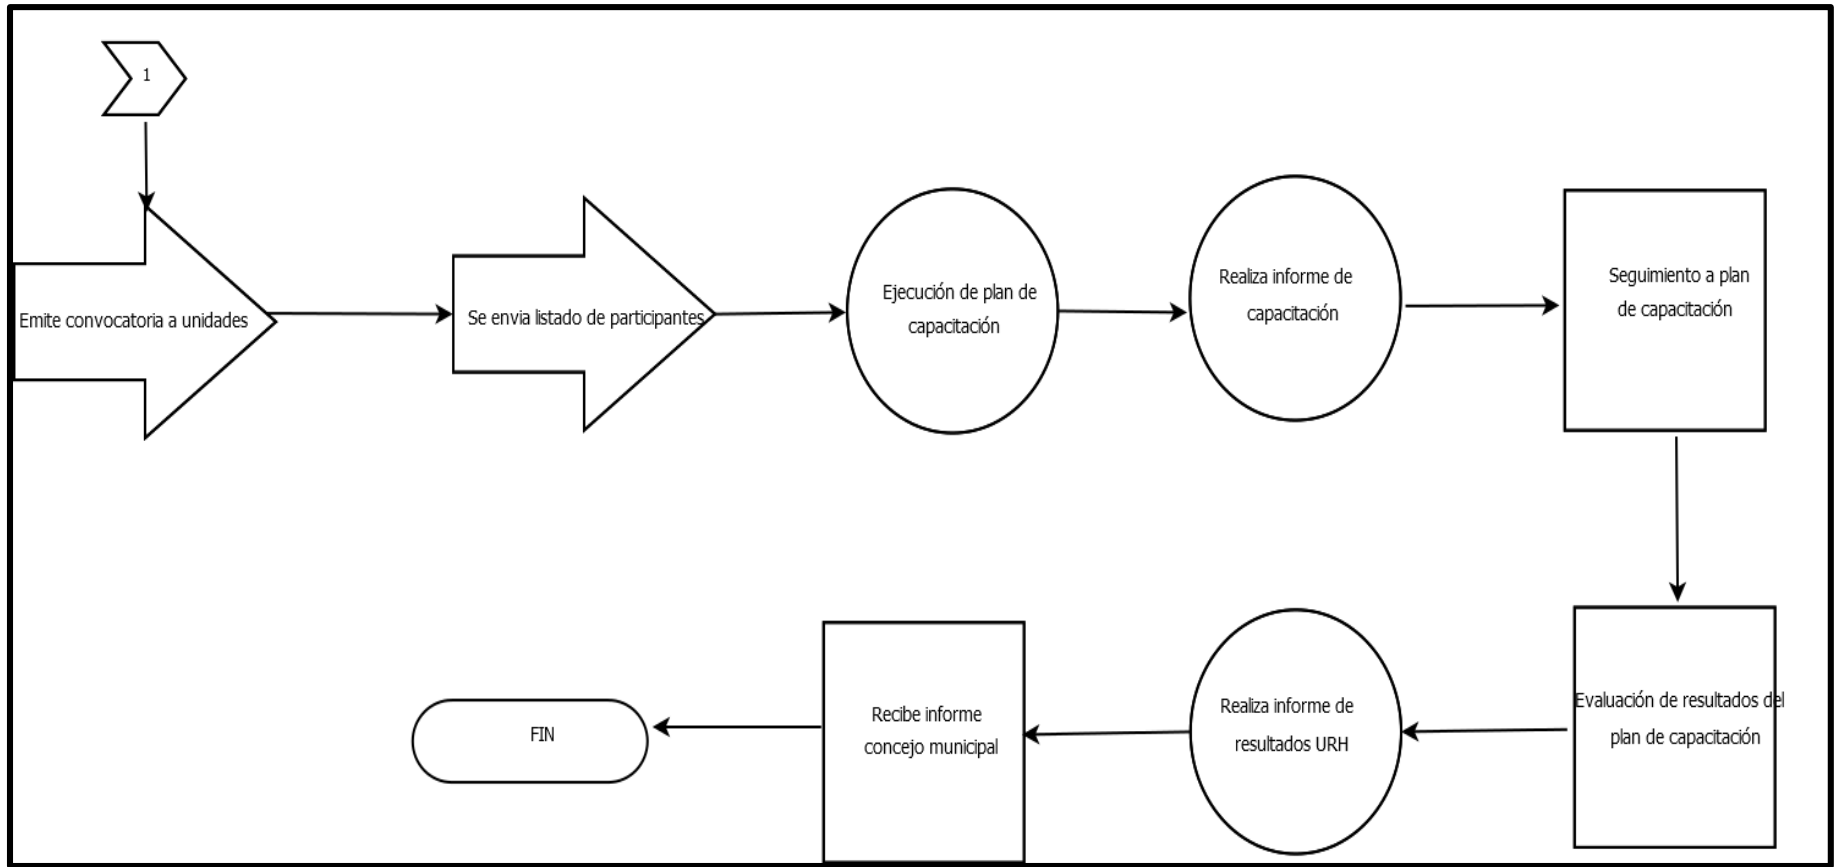 1
Emite convocatoria a unidades
Se envia listado de participantes
Ejecución de plan de
capacitación
Realiza informe de
capacitación
Seguimiento a plan
de capacitación
Evaluación de resultados del
plan de capacitación
Realiza informe de
resultados URH
Recibe informe
concejo municipal
FIN